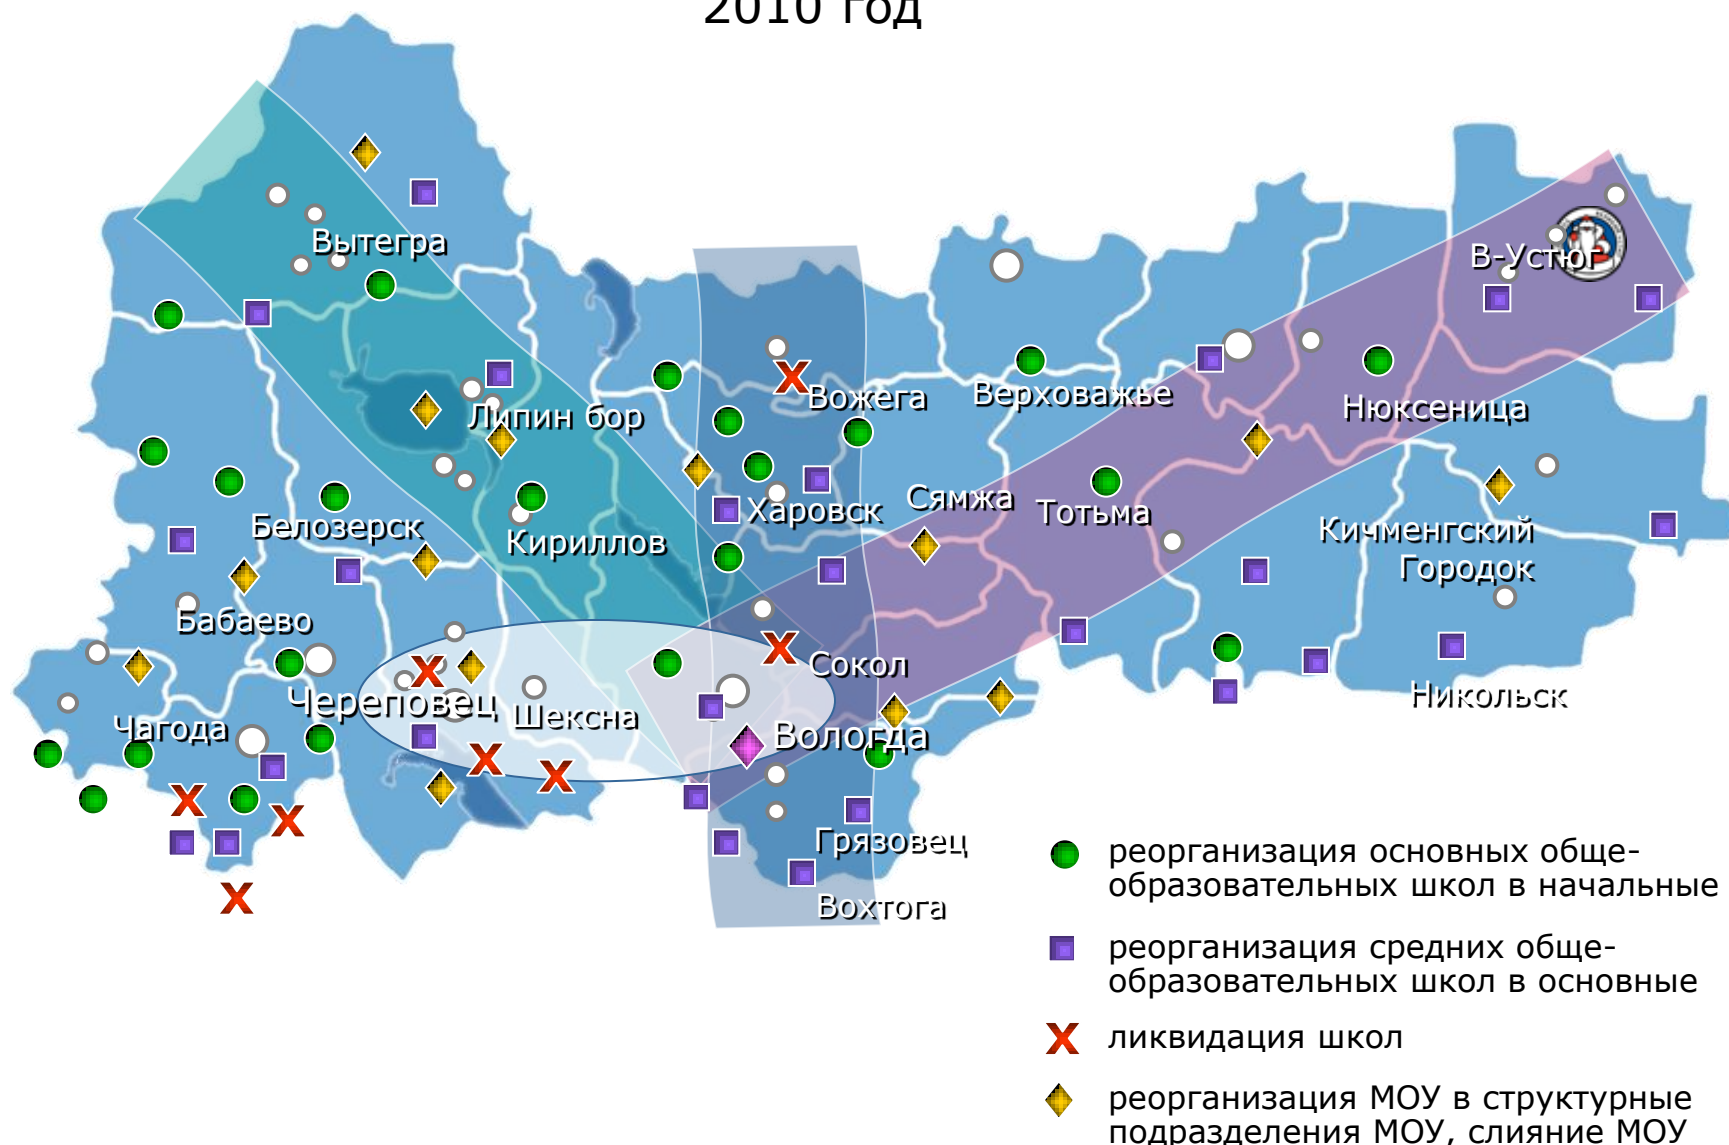 2010 год
Вытегра
В-Устюг
Липин бор
Вожега
Верховажье
Нюксеница
Белозерск
Кириллов
Харовск
Сямжа
Тотьма
Кичменгский
Городок
Бабаево
Череповец
Шексна
Сокол
Никольск
Чагода
Вологда
Грязовец
Вохтога
реорганизация основных обще-
образовательных школ в начальные
реорганизация средних обще-
образовательных школ в основные
ликвидация школ
реорганизация МОУ в структурные
подразделения МОУ, слияние МОУ